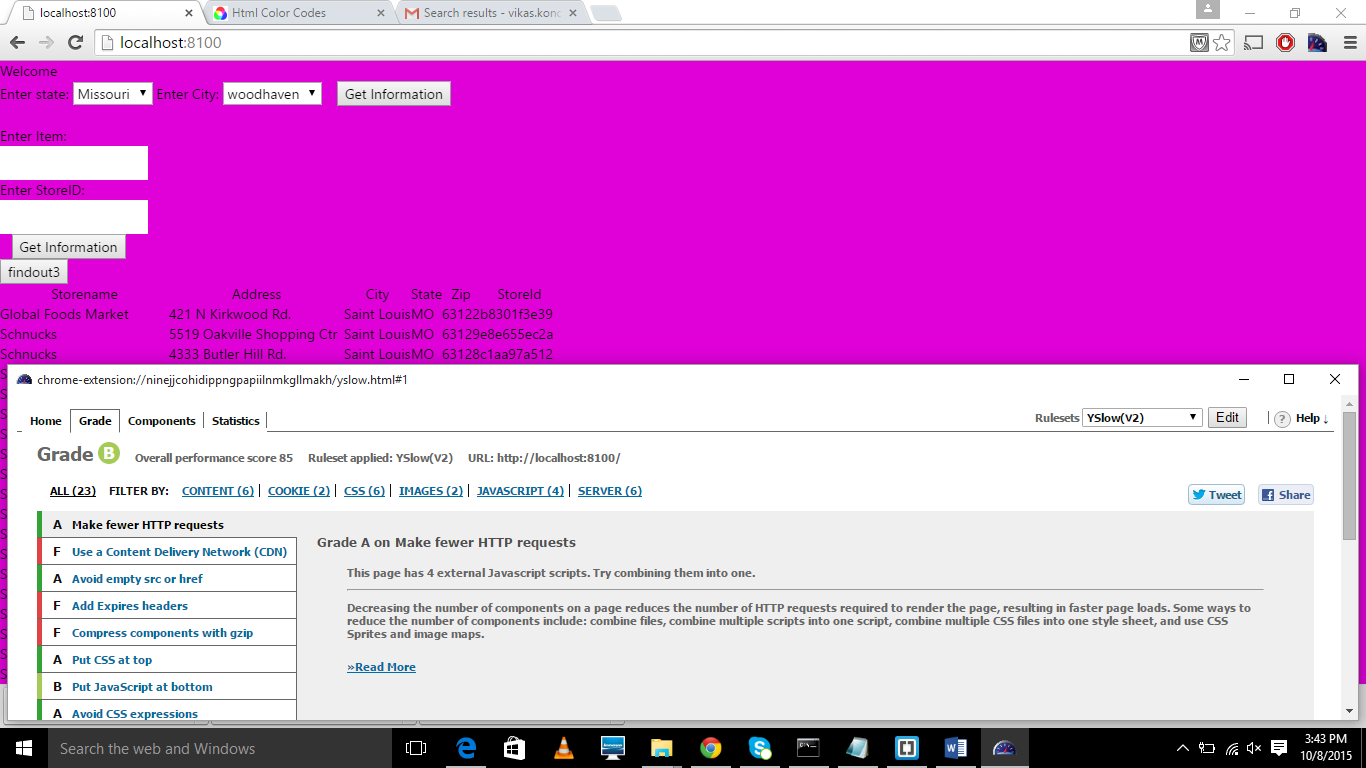 localhost:8100
Html Color Codes
Search results - vikas.kond
localhost:8100
Welcome
Enter state: Missouri Enter City: woodhaven Get Information
Enter Item:
Enter StoreID:
Get Information
findout3
Storename Address City State Zip StoreId
Global Foods Market 421 N Kirkwood Rd. Saint Louis MO 63122 b8301f3e39
Schnucks 5519 Oakville Shopping Ctr Saint Louis MO 63129 e8e655ec2a
Schnucks 4333 Butler Hill Rd. Saint Louis MO 63128 c1aa97a512
chrome-extension://ninejjcohidippngpapiilnmkgllmakh/yslow.html#1
Home Grade Components Statistics Rulesets YSlow(V2) Edit ? Help ↓
Grade B Overall performance score 85 Ruleset applied: YSlow(V2) URL: http://localhost:8100/
ALL (23) FILTER BY: CONTENT (6) COOKIE (2) CSS (6) IMAGES (2) JAVASCRIPT (4) SERVER (6)
Tweet Share
A Make fewer HTTP requests
F Use a Content Delivery Network (CDN)
A Avoid empty src or href
F Add Expires headers
F Compress components with gzip
A Put CSS at top
B Put JavaScript at bottom
A Avoid CSS expressions
Grade A on Make fewer HTTP requests
This page has 4 external Javascript scripts. Try combining them into one.
Decreasing the number of components on a page reduces the number of HTTP requests required to render the page, resulting in faster page loads. Some ways to
reduce the number of components include: combine files, combine multiple scripts into one script, combine multiple CSS files into one style sheet, and use CSS
Sprites and image maps.
»Read More
Search the web and Windows
3:43 PM
10/8/2015